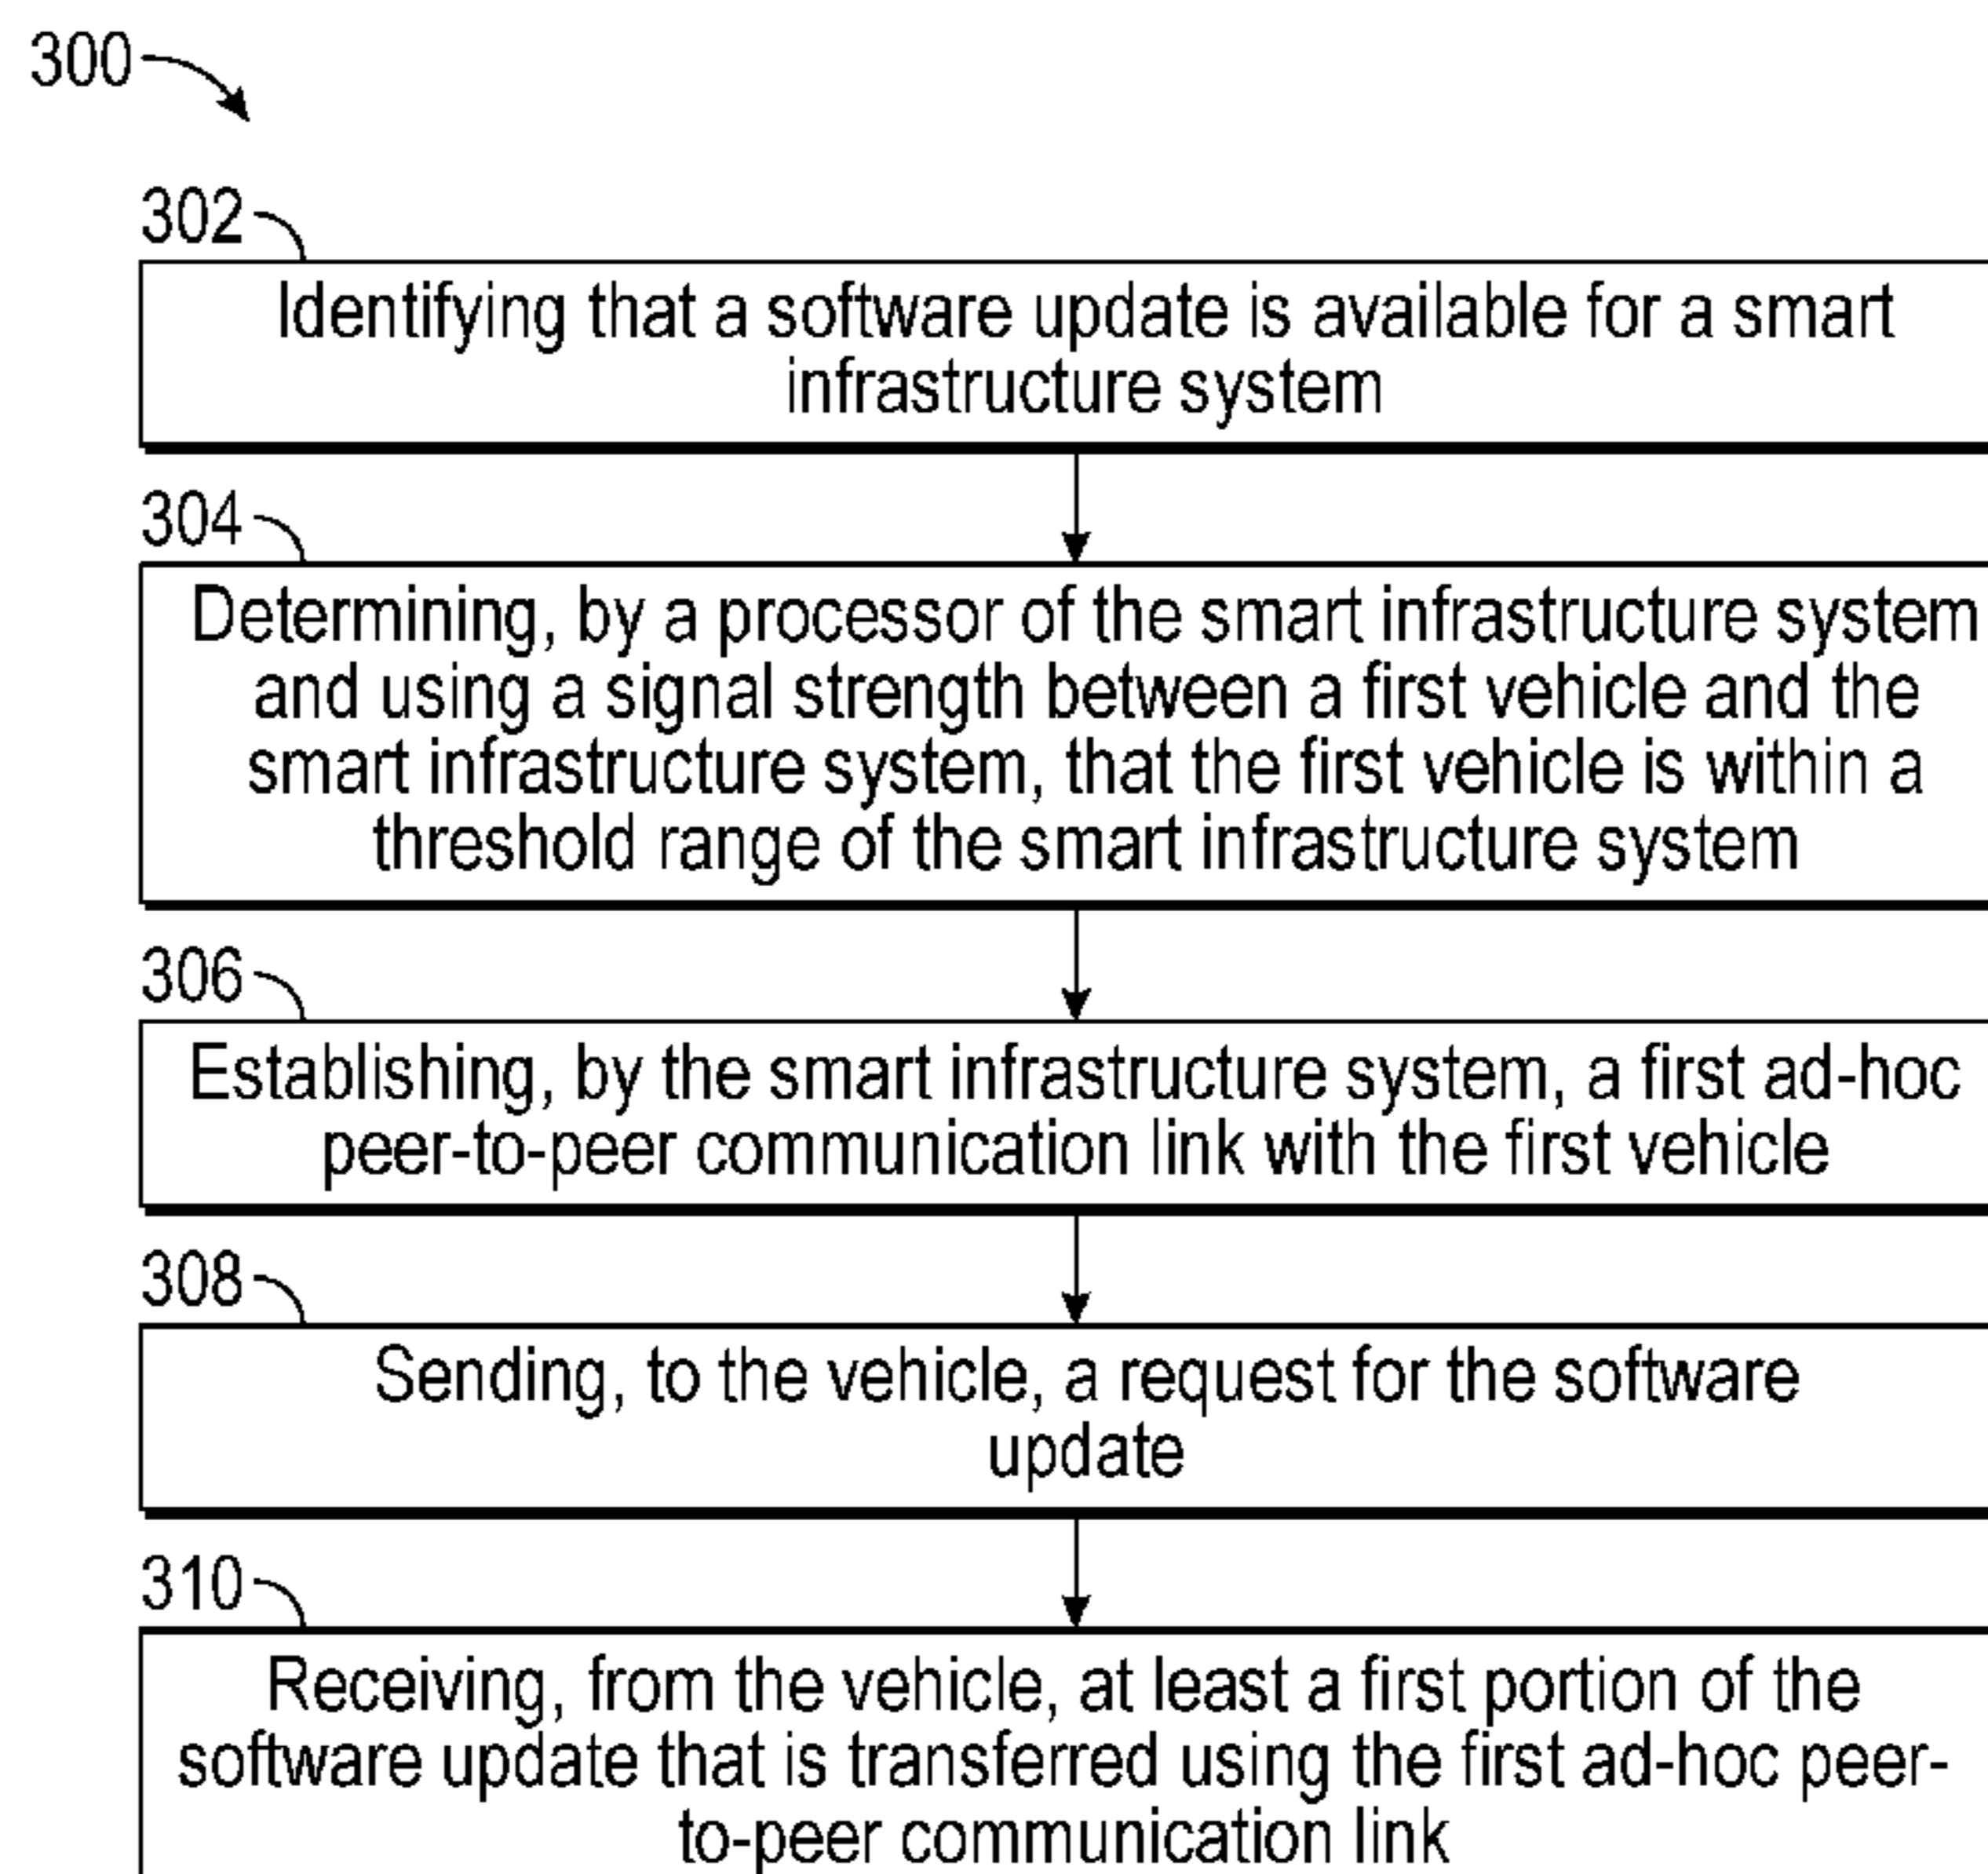 300
302
Identifying that a software update is available for a smart
infrastructure system
304
Determining, by a processor of the smart infrastructure system
and using a signal strength between a first vehicle and the
smart infrastructure system, that the first vehicle is within a
threshold range of the smart infrastructure system
306
Establishing, by the smart infrastructure system, a first ad-hoc
peer-to-peer communication link with the first vehicle
308
Sending, to the vehicle, a request for the software
update
310
Receiving, from the vehicle, at least a first portion of the
software update that is transferred using the first ad-hoc peer-
to-peer communication link